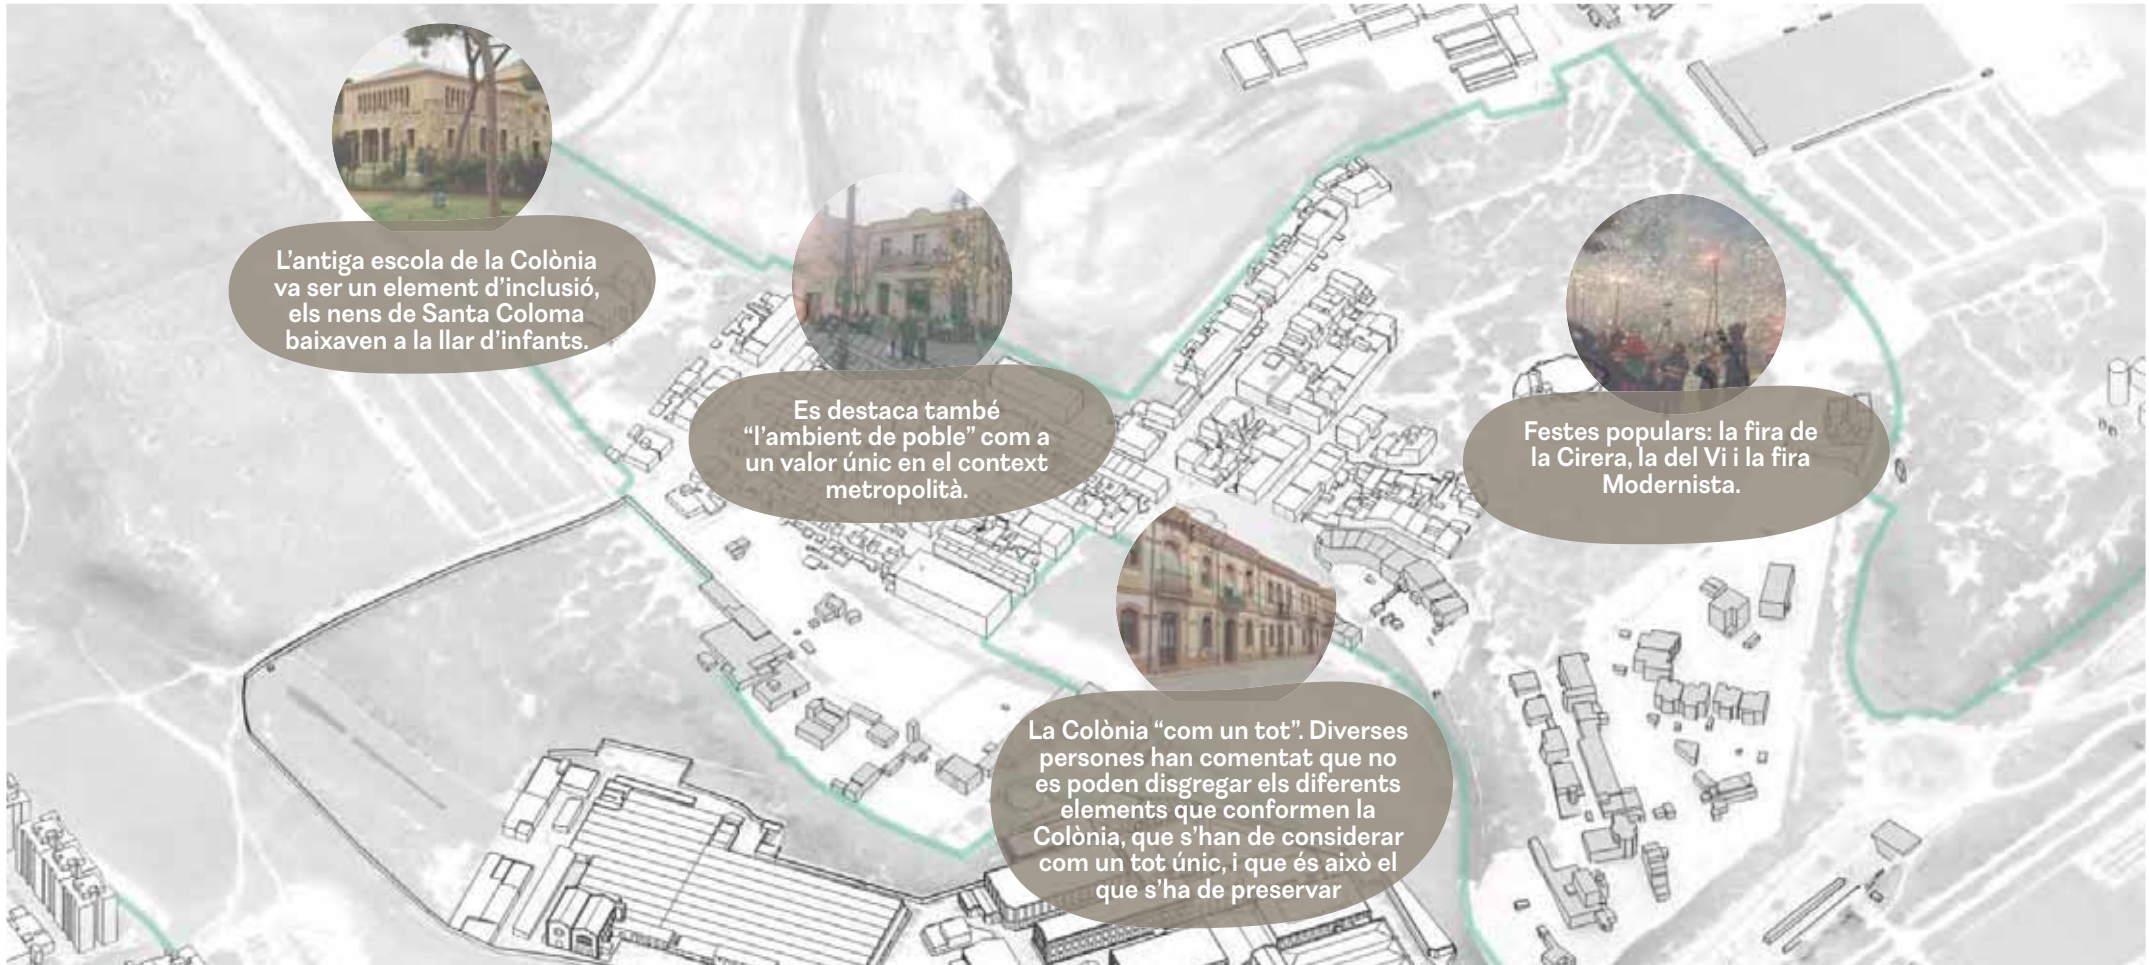 L'antiga escola de la Colònia
va ser un element d'inclusió,
els nens de Santa Coloma
baixaven a la llar d'infants.
Es destaca també
“l'ambient de poble” com a
un valor únic en el context
metropolità.
Festes populars: la fira de
la Cirera, la del Vi i la fira
Modernista.
La Colònia “com un tot”. Diverses
persones han comentat que no
es poden disgregar els diferents
elements que conformen la
Colònia, que s'han de considerar
com un tot únic, i que és això el
que s'ha de preservar